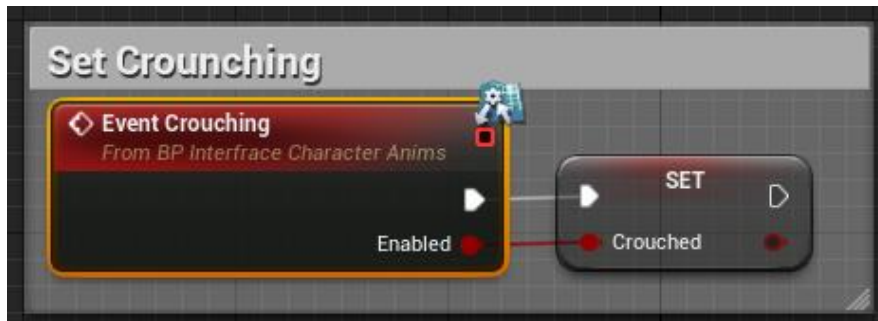 Set Crounching
Event Crouching
From BP Interfrace Character Anims
SET
Enabled
Crouched